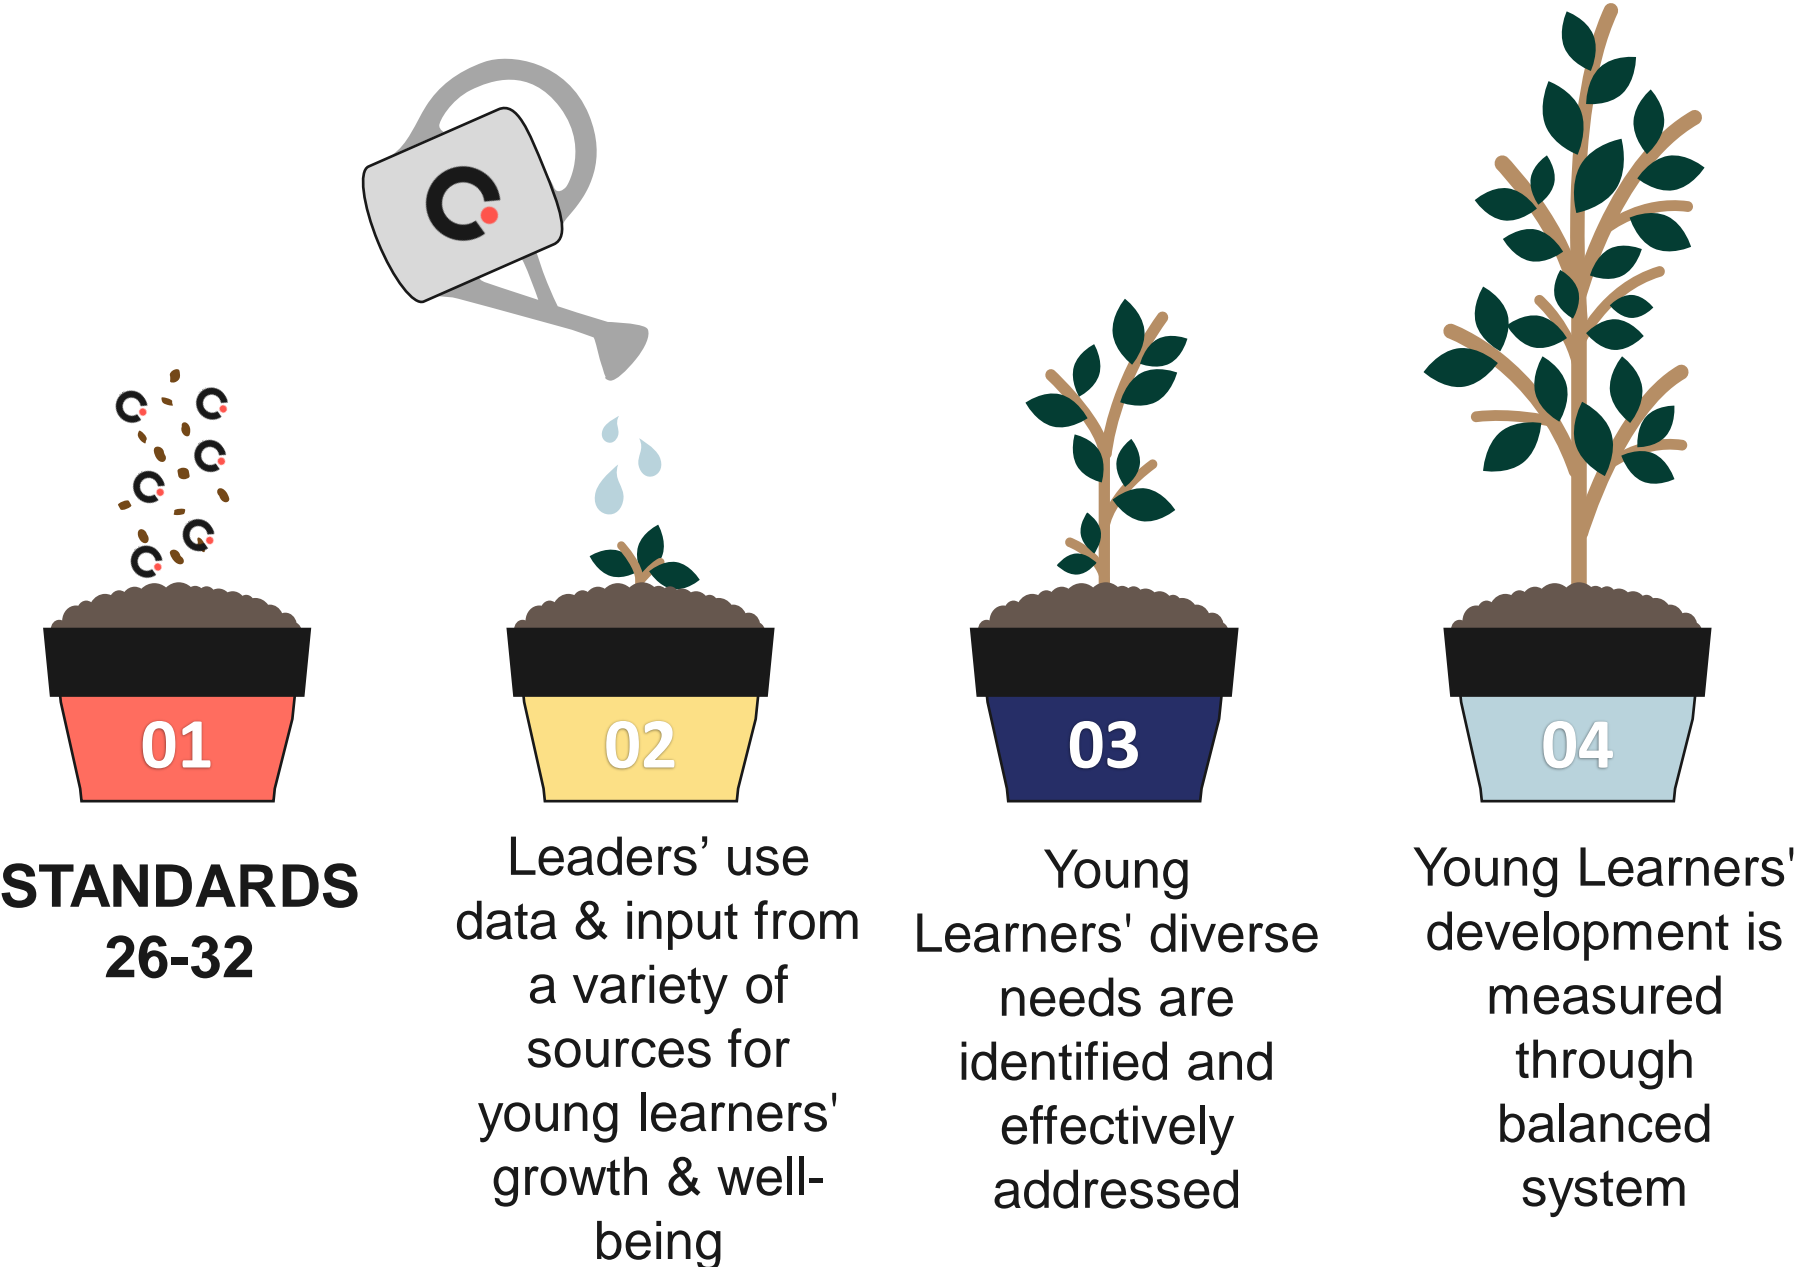 01
STANDARDS
26-32
02
Leaders’ use
data & input from
a variety of
sources for
young learners'
growth & well-
being
03
Young
Learners' diverse
needs are
identified and
effectively
addressed
04
Young Learners'
development is
measured
through
balanced
system